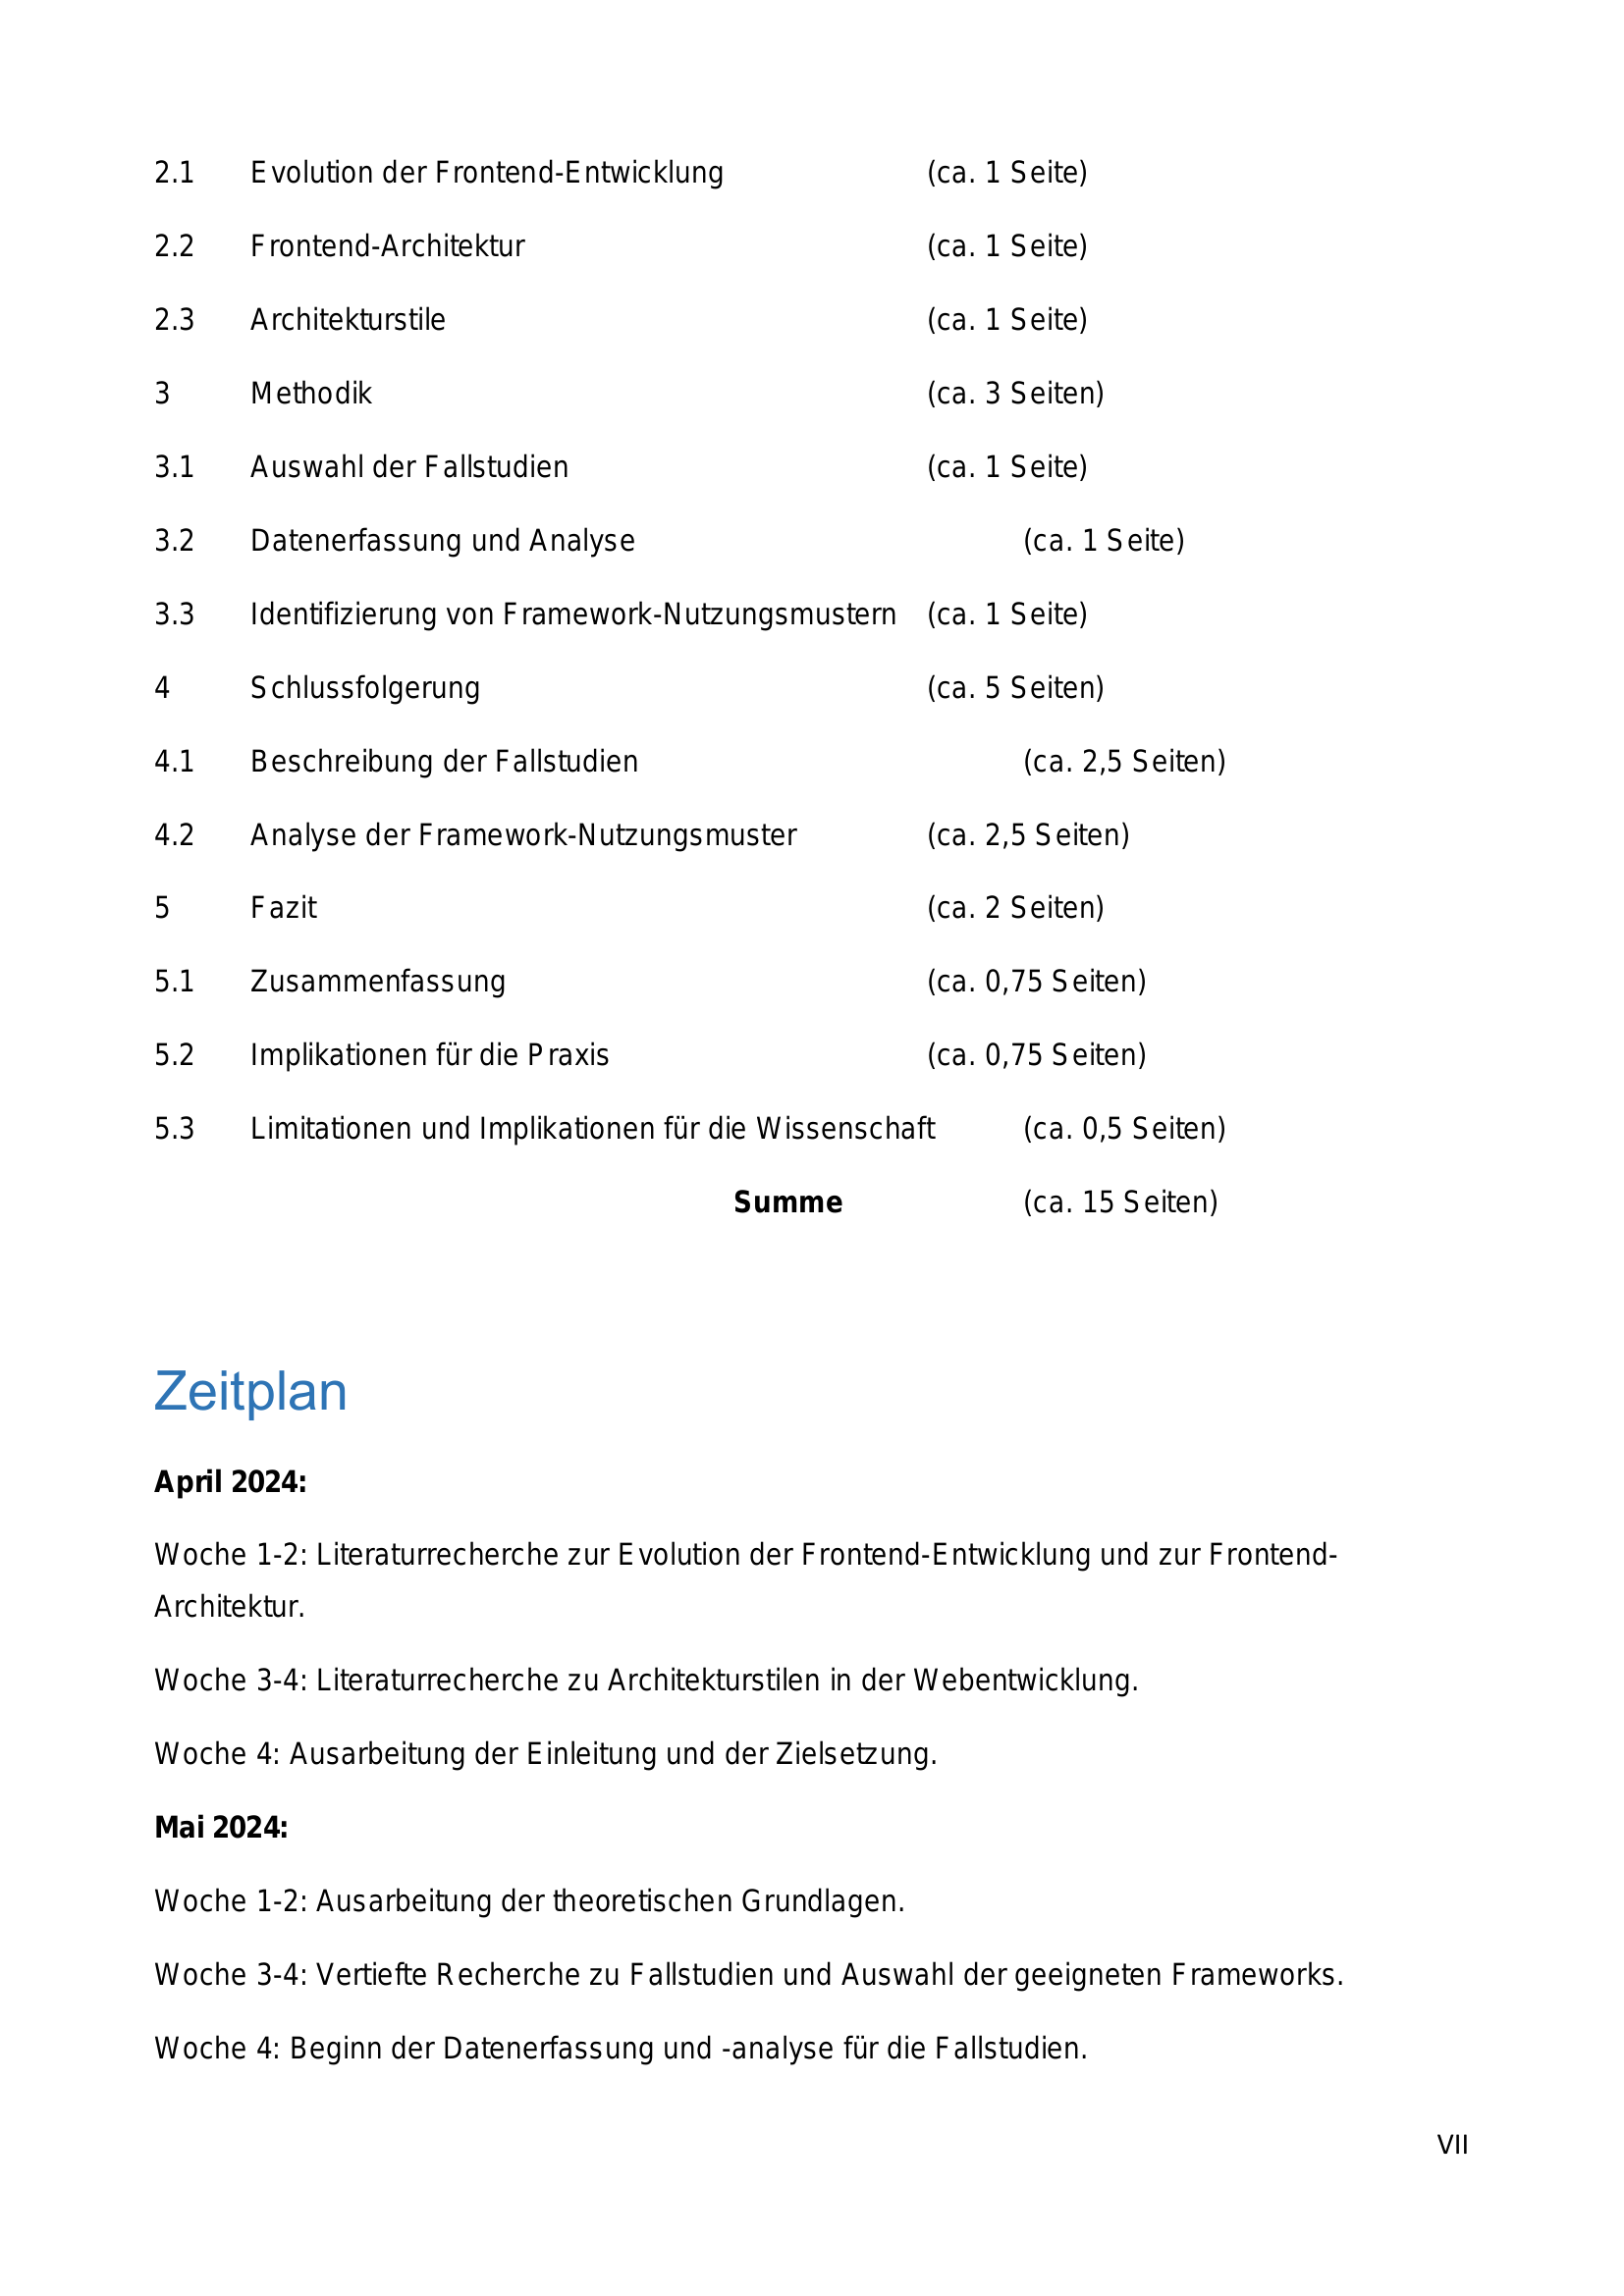 2.1 Evolution der Frontend-Entwicklung (ca. 1 Seite)
2.2 Frontend-Architektur (ca. 1 Seite)
2.3 Architekturstile (ca. 1 Seite)
3 Methodik (ca. 3 Seiten)
3.1 Auswahl der Fallstudien (ca. 1 Seite)
3.2 Datenerfassung und Analyse (ca. 1 Seite)
3.3 Identifizierung von Framework-Nutzungsmustern (ca. 1 Seite)
4 Schlussfolgerung (ca. 5 Seiten)
4.1 Beschreibung der Fallstudien (ca. 2,5 Seiten)
4.2 Analyse der Framework-Nutzungsmuster (ca. 2,5 Seiten)
5 Fazit (ca. 2 Seiten)
5.1 Zusammenfassung (ca. 0,75 Seiten)
5.2 Implikationen für die Praxis (ca. 0,75 Seiten)
5.3 Limitationen und Implikationen für die Wissenschaft (ca. 0,5 Seiten)
Summe (ca. 15 Seiten)
Zeitplan
April 2024:
Woche 1-2: Literaturrecherche zur Evolution der Frontend-Entwicklung und zur Frontend-
Architektur.
Woche 3-4: Literaturrecherche zu Architekturstilen in der Webentwicklung.
Woche 4: Ausarbeitung der Einleitung und der Zielsetzung.
Mai 2024:
Woche 1-2: Ausarbeitung der theoretischen Grundlagen.
Woche 3-4: Vertiefte Recherche zu Fallstudien und Auswahl der geeigneten Frameworks.
Woche 4: Beginn der Datenerfassung und -analyse für die Fallstudien.
VII